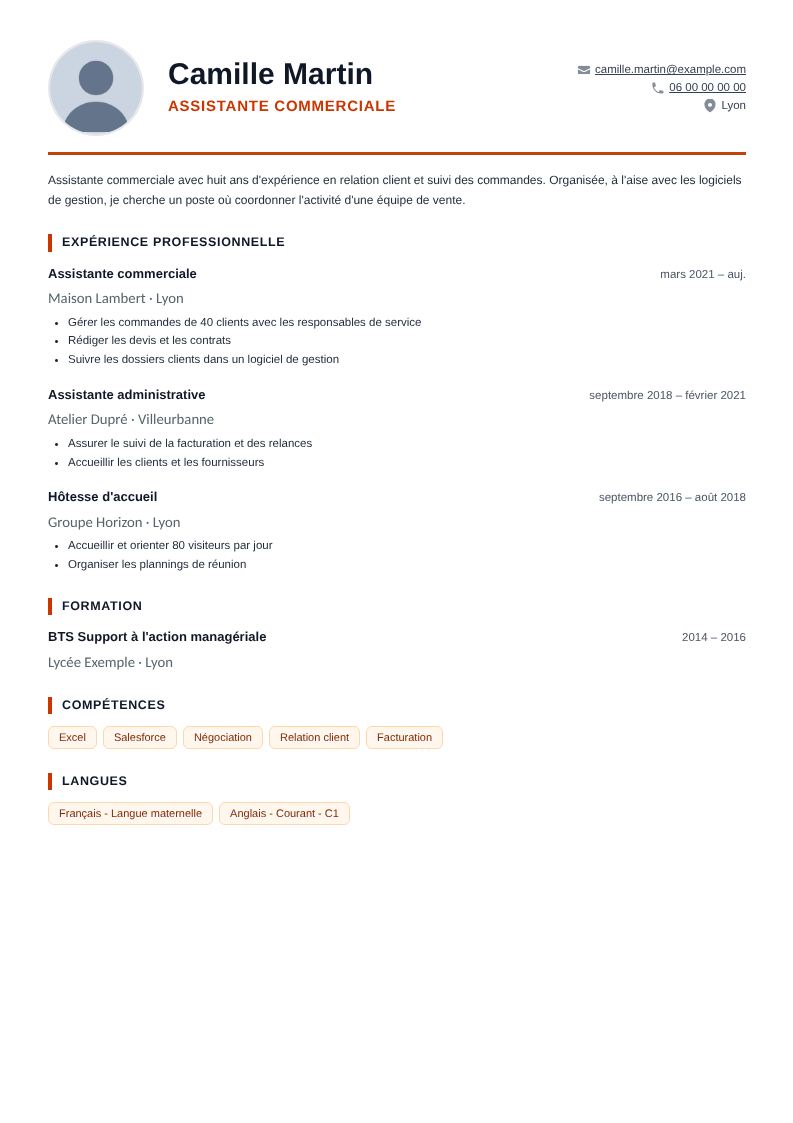 Camille Martin
ASSISTANTE COMMERCIALE
camille.martin@example.com
06 00 00 00 00
Lyon
Assistante commerciale avec huit ans d'expérience en relation client et suivi des commandes. Organisée, à l'aise avec les logiciels
de gestion, je cherche un poste où coordonner l'activité d'une équipe de vente.
EXPÉRIENCE PROFESSIONNELLE
Assistante commerciale mars 2021 – auj.
Maison Lambert · Lyon
• Gérer les commandes de 40 clients avec les responsables de service
• Rédiger les devis et les contrats
• Suivre les dossiers clients dans un logiciel de gestion
Assistante administrative septembre 2018 – février 2021
Atelier Dupré · Villeurbanne
• Assurer le suivi de la facturation et des relances
• Accueillir les clients et les fournisseurs
Hôtesse d'accueil septembre 2016 – août 2018
Groupe Horizon · Lyon
• Accueillir et orienter 80 visiteurs par jour
• Organiser les plannings de réunion
FORMATION
BTS Support à l'action managériale 2014 – 2016
Lycée Exemple · Lyon
COMPÉTENCES
Excel Salesforce Négociation Relation client Facturation
LANGUES
Français - Langue maternelle Anglais - Courant - C1